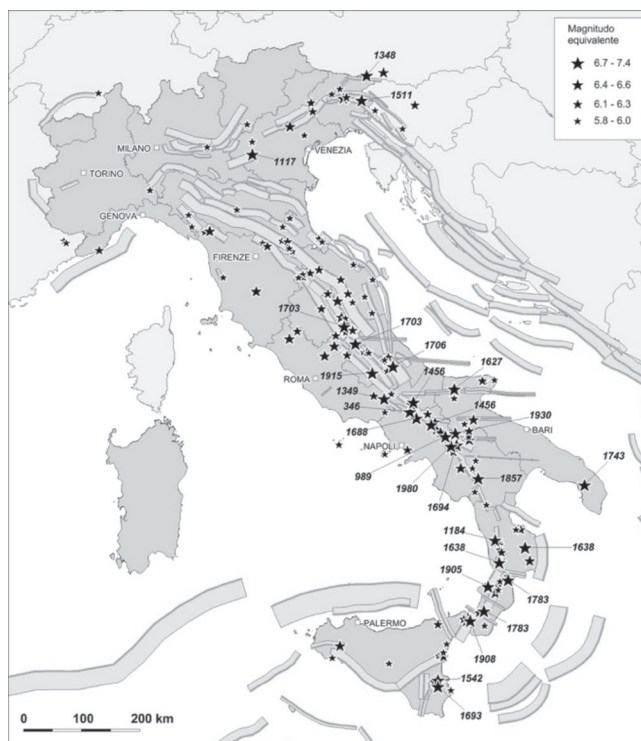 Magnitudo
equivalente
6.7 - 7.4
6.4 - 6.6
6.1 - 6.3
5.8 - 6.0
1348
1511
MILANO
VENEZIA
1117
TORINO
GENOVA
FIRENZE
1703
1703
1706
1456
1915
ROMA
1627
1349
1456
346
1930
1688
BARI
NAPOLI
989
1743
1980
1857
1694
1184
1638
1638
1905
1783
PALERMO
1783
1908
1542
1693
0 100 200 km